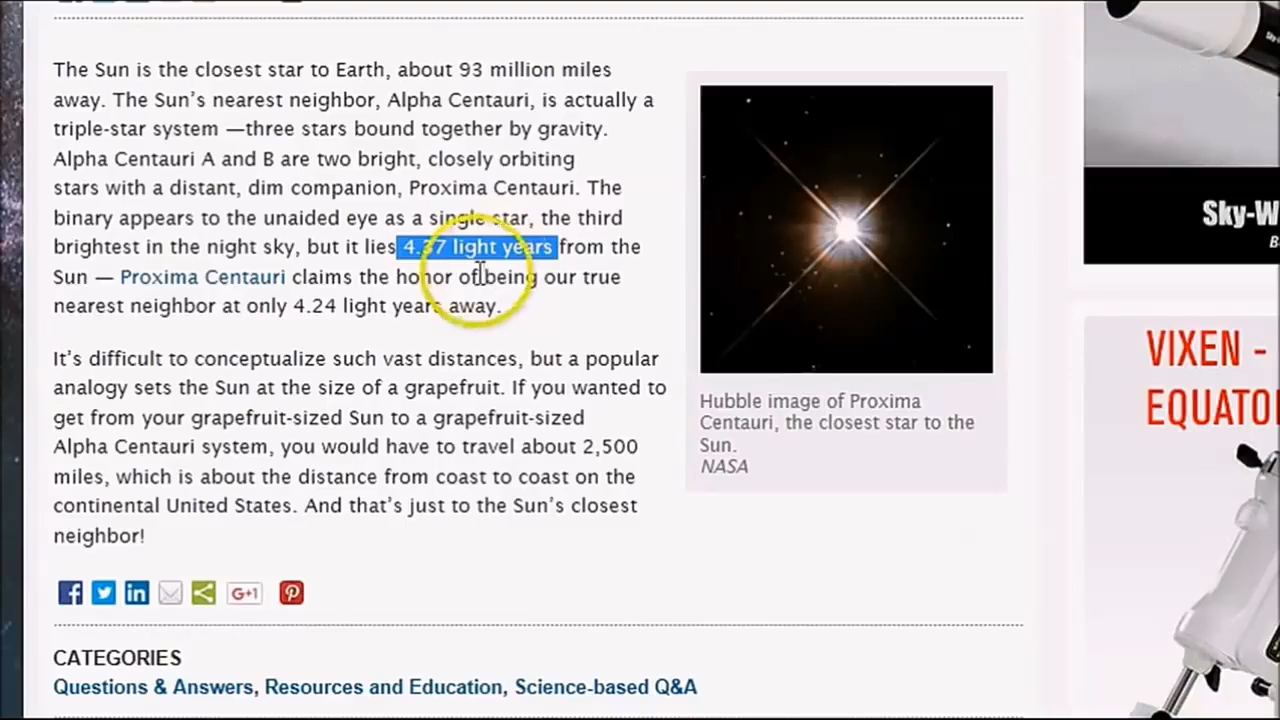 The Sun is the closest star to Earth, about 93 million miles
away. The Sun's nearest neighbor, Alpha Centauri, is actually a
triple-star system —three stars bound together by gravity.
Alpha Centauri A and B are two bright, closely orbiting
stars with a distant, dim companion, Proxima Centauri. The
binary appears to the unaided eye as a single star, the third
brightest in the night sky, but it lies 4.37 light years from the
Sun — Proxima Centauri claims the honor of being our true
nearest neighbor at only 4.24 light years away.
It's difficult to conceptualize such vast distances, but a popular
analogy sets the Sun at the size of a grapefruit. If you wanted to
get from your grapefruit-sized Sun to a grapefruit-sized
Alpha Centauri system, you would have to travel about 2,500
miles, which is about the distance from coast to coast on the
continental United States. And that's just to the Sun's closest
neighbor!
Hubble image of Proxima
Centauri, the closest star to the
Sun.
NASA
G+1
CATEGORIES
Questions & Answers, Resources and Education, Science-based Q&A
Sky-W
B
VIXEN -
EQUATO